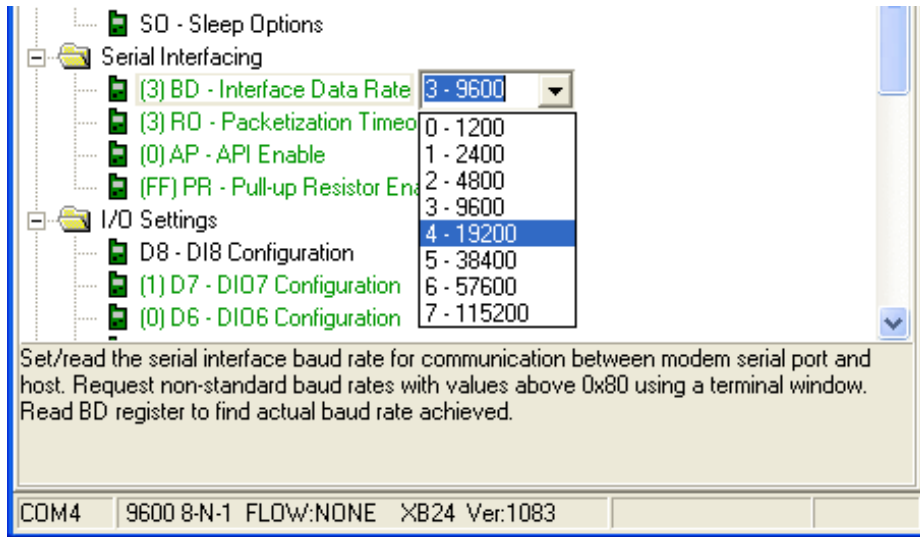 SO - Sleep Options
Serial Interfacing
(3) BD - Interface Data Rate 3 - 9600
(3) RO - Packetization Timeo
(0) AP - API Enable
(FF) PR - Pull-up Resistor Ena
0 - 1200
1 - 2400
2 - 4800
3 - 9600
4 - 19200
5 - 38400
6 - 57600
7 - 115200
I/O Settings
D8 - DI8 Configuration
(1) D7 - DIO7 Configuration
(0) D6 - DIO6 Configuration
Set/read the serial interface baud rate for communication between modem serial port and
host. Request non-standard baud rates with values above 0x80 using a terminal window.
Read BD register to find actual baud rate achieved.
COM4 9600 8-N-1 FLOW:NONE XB24 Ver:1083